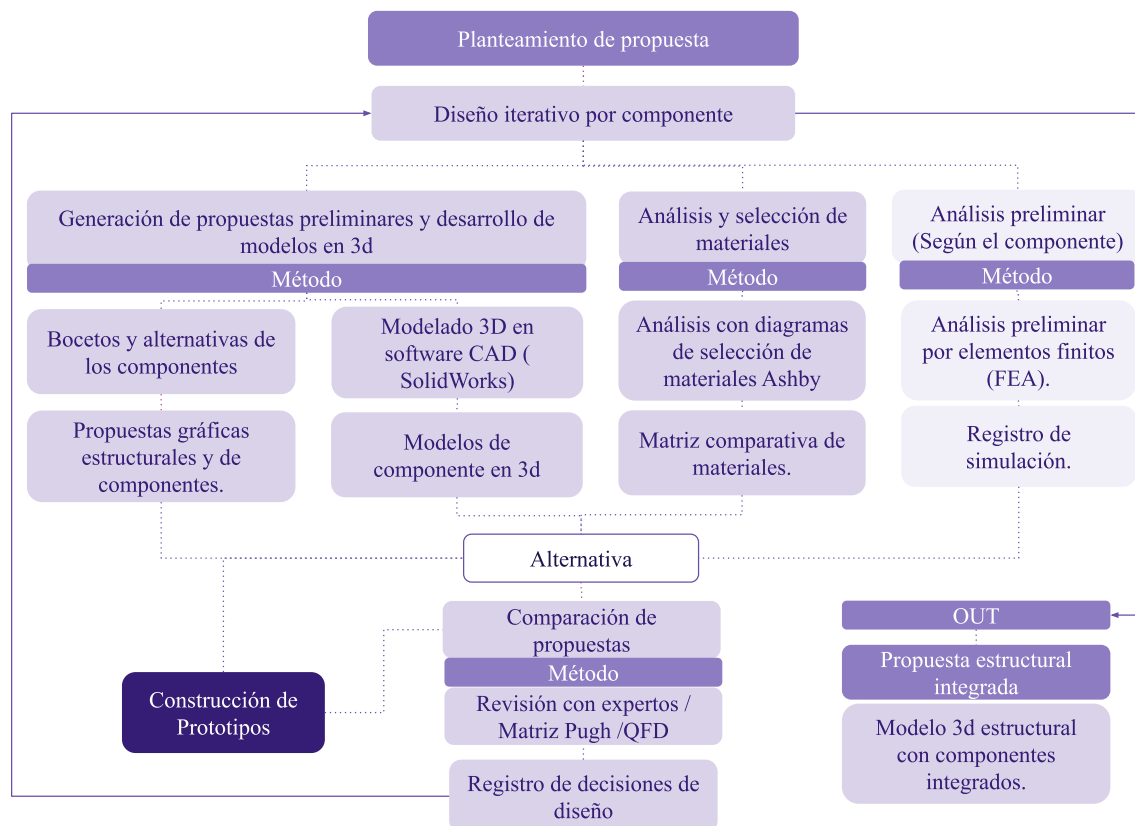 Planteamiento de propuesta
Diseño iterativo por componente
Generación de propuestas preliminares y desarrollo de
modelos en 3d
Método
Bocetos y alternativas de
los componentes
Propuestas gráficas
estructurales y de
componentes.
Modelado 3D en
software CAD (
SolidWorks)
Modelos de
componente en 3d
Análisis y selección de
materiales
Método
Análisis con diagramas
de selección de
materiales Ashby
Matriz comparativa de
materiales.
Análisis preliminar
(Según el componente)
Método
Análisis preliminar
por elementos finitos
(FEA).
Registro de
simulación.
Alternativa
Comparación de
propuestas
Método
Revisión con expertos /
Matriz Pugh /QFD
Registro de decisiones de
diseño
Construcción de
Prototipos
OUT
Propuesta estructural
integrada
Modelo 3d estructural
con componentes
integrados.